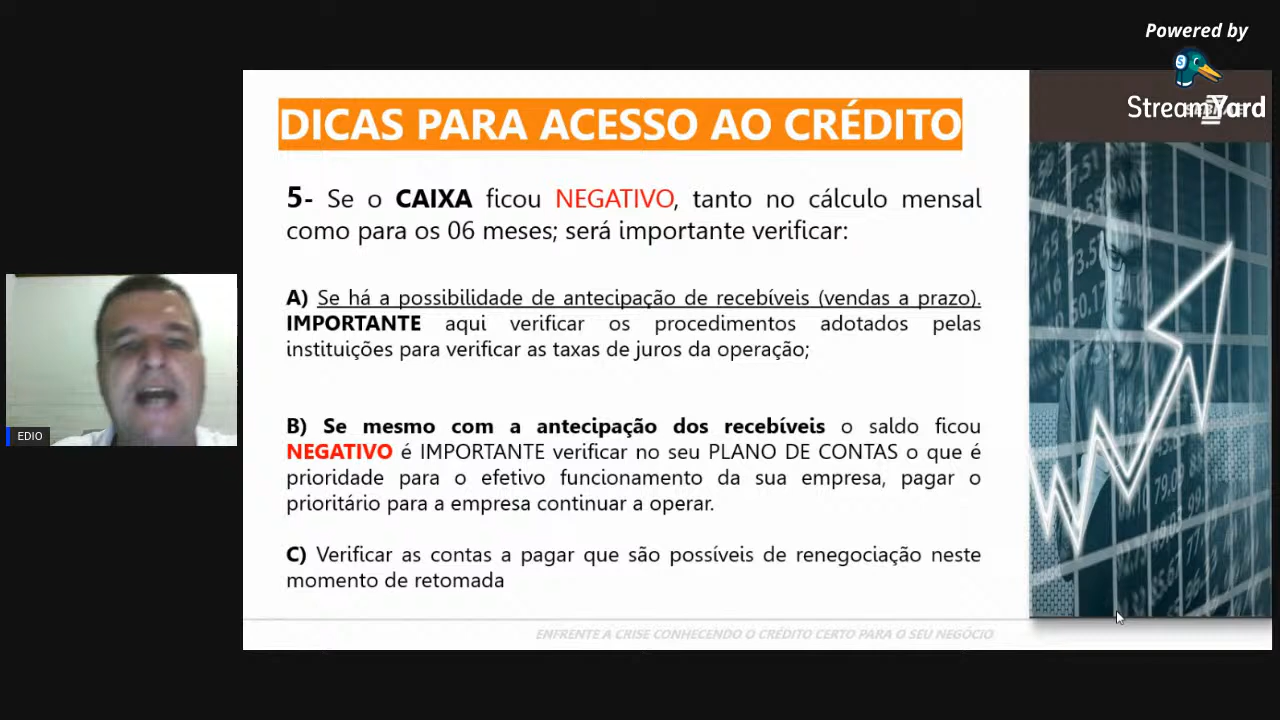 Powered by
StreamYard
DICAS PARA ACESSO AO CRÉDITO
5- Se o CAIXA ficou NEGATIVO, tanto no cálculo mensal
como para os 06 meses; será importante verificar:
A) Se há a possibilidade de antecipação de recebíveis (vendas a prazo).
IMPORTANTE aqui verificar os procedimentos adotados pelas
instituições para verificar as taxas de juros da operação;
B) Se mesmo com a antecipação dos recebíveis o saldo ficou
NEGATIVO é IMPORTANTE verificar no seu PLANO DE CONTAS o que é
prioridade para o efetivo funcionamento da sua empresa, pagar o
prioritário para a empresa continuar a operar.
C) Verificar as contas a pagar que são possíveis de renegociação neste
momento de retomada
EDIO
ENFRENTE A CRISE CONHECENDO O CRÉDITO CERTO PARA O SEU NEGÓCIO